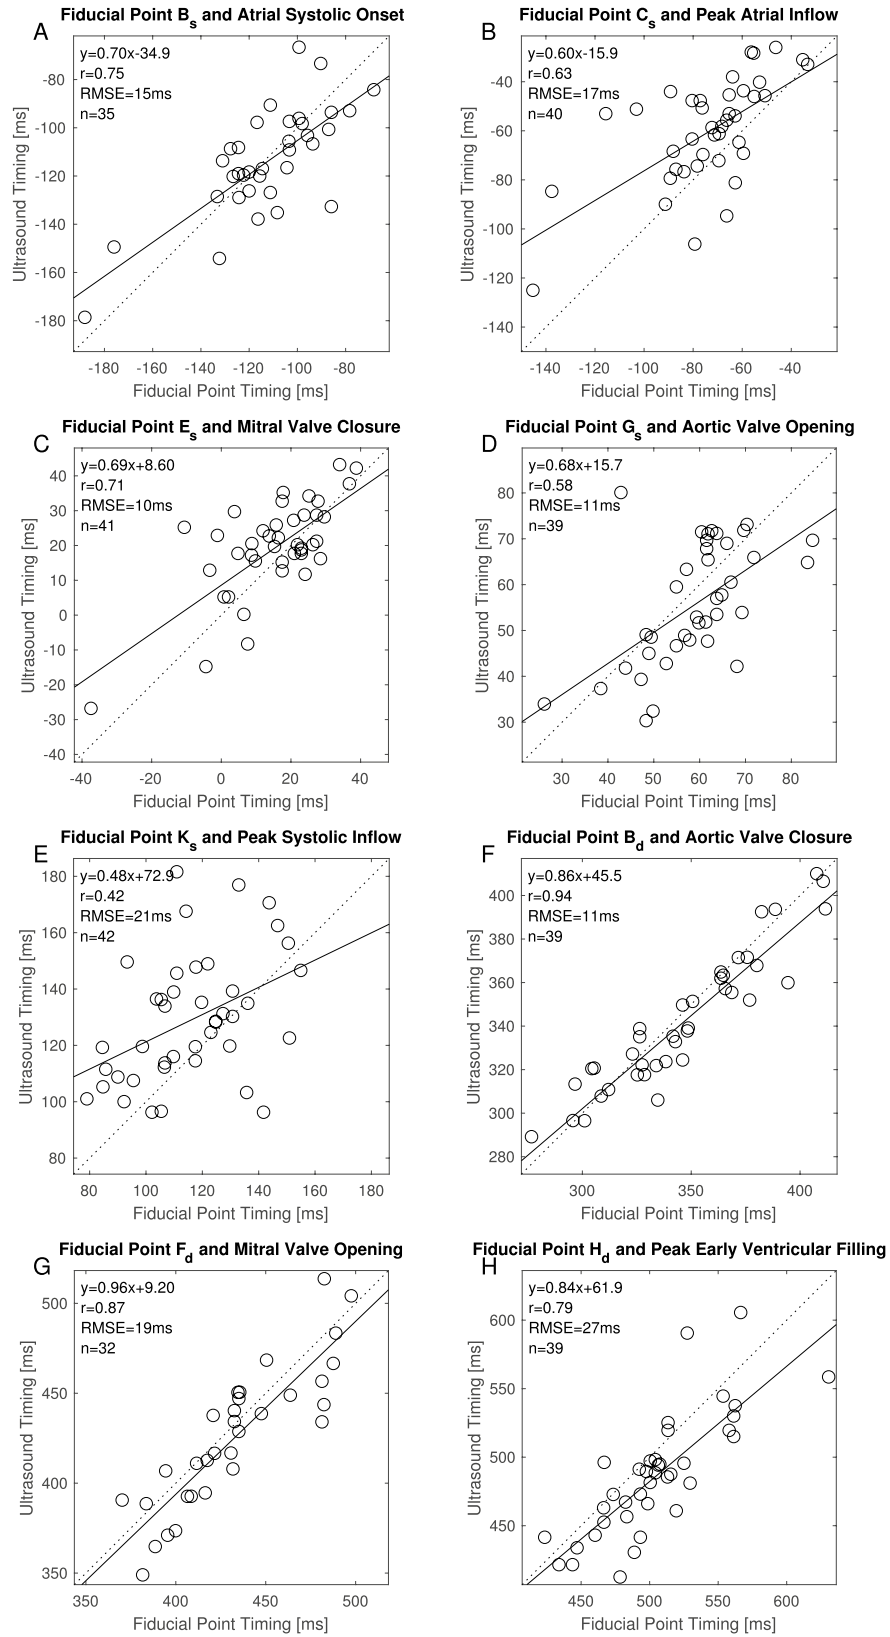 A
Fiducial Point Bs and Atrial Systolic Onset
y=0.70x-34.9
r=0.75
RMSE=15ms
n=35
-80
-100
-120
-140
-160
-180
Ultrasound Timing [ms]
-180 -160 -140 -120 -100 -80
Fiducial Point Timing [ms]
B
Fiducial Point Cs and Peak Atrial Inflow
y=0.60x-15.9
r=0.63
RMSE=17ms
n=40
-40
-60
-80
-100
-120
-140
Ultrasound Timing [ms]
-140 -120 -100 -80 -60 -40
Fiducial Point Timing [ms]
C
Fiducial Point Es and Mitral Valve Closure
y=0.69x+8.60
r=0.71
RMSE=10ms
n=41
40
30
20
10
0
-10
-20
-30
-40
Ultrasound Timing [ms]
-40 -20 0 20 40
Fiducial Point Timing [ms]
D
Fiducial Point Gs and Aortic Valve Opening
y=0.68x+15.7
r=0.58
RMSE=11ms
n=39
80
70
60
50
40
30
Ultrasound Timing [ms]
30 40 50 60 70 80
Fiducial Point Timing [ms]
E
Fiducial Point Ks and Peak Systolic Inflow
y=0.48x+72.9
r=0.42
RMSE=21ms
n=42
180
160
140
120
100
80
Ultrasound Timing [ms]
80 100 120 140 160 180
Fiducial Point Timing [ms]
F
Fiducial Point Bd and Aortic Valve Closure
y=0.86x+45.5
r=0.94
RMSE=11ms
n=39
400
380
360
340
320
300
280
Ultrasound Timing [ms]
300 350 400
Fiducial Point Timing [ms]
G
Fiducial Point Fd and Mitral Valve Opening
y=0.96x+9.20
r=0.87
RMSE=19ms
n=32
500
450
400
350
Ultrasound Timing [ms]
350 400 450 500
Fiducial Point Timing [ms]
H
Fiducial Point Hd and Peak Early Ventricular Filling
y=0.84x+61.9
r=0.79
RMSE=27ms
n=39
600
550
500
450
Ultrasound Timing [ms]
450 500 550 600
Fiducial Point Timing [ms]